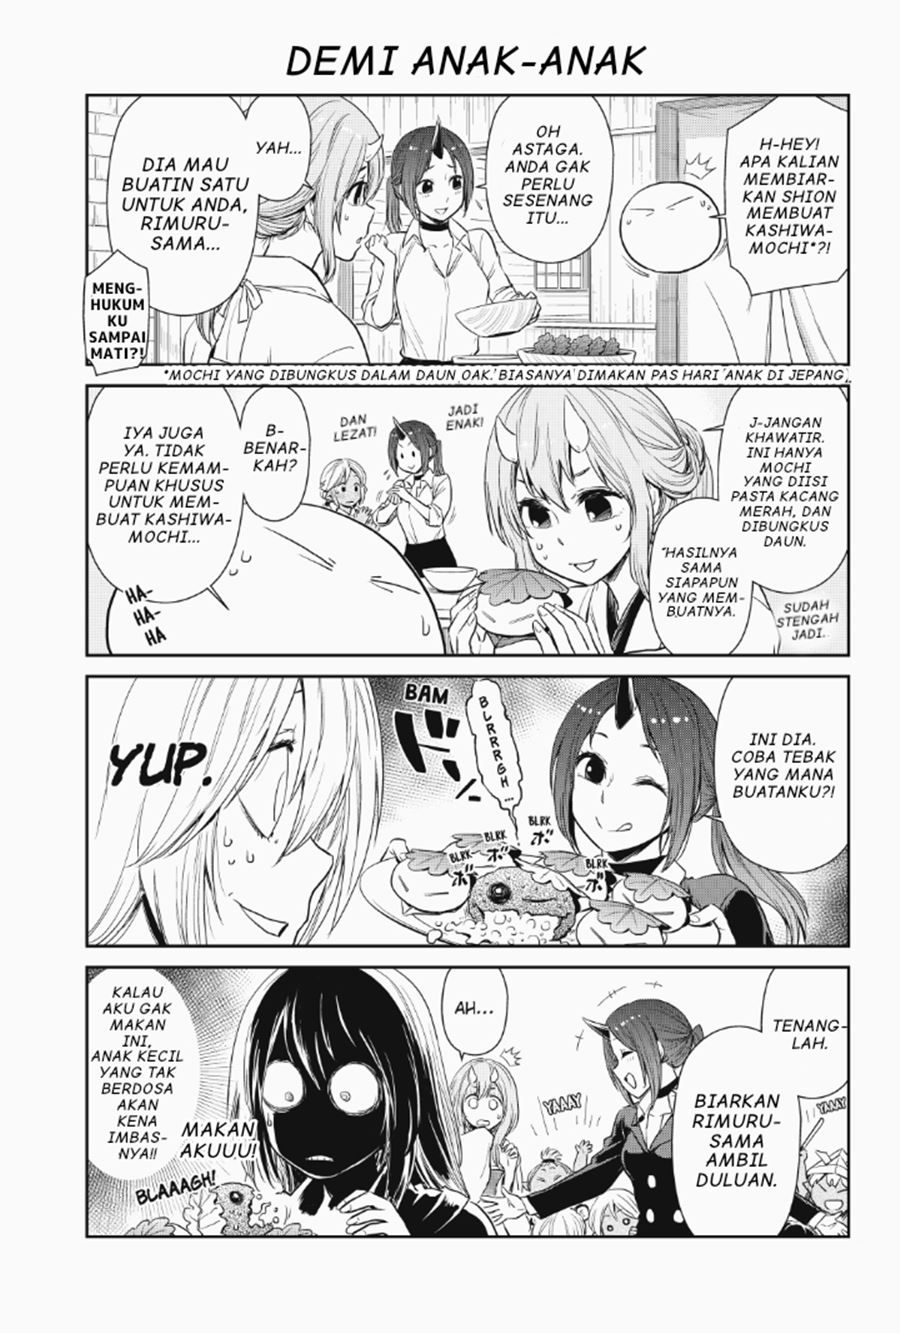 DEMI ANAK-ANAK
H-HEY!
APA KALIAN
MEMBIAR-
KAN SHION
MEMBUAT
KASHIWA-
MOCHI*?!
OH
ASTAGA.
ANDA GAK
PERLU
SESENANG
ITU...
YAH...
DIA MAU
BUATIN SATU
UNTUK ANDA,
RIMURU-
SAMA...
MENG-
HUKUM
KU
SAMPAI
MATI?!
*MOCHI YANG DIBUNGKUS DALAM DAUN OAK. BIASANYA DIMAKAN PAS HARI ANAK DI JEPANG.
J-JANGAN
KHAWATIR.
INI HANYA
MOCHI
YANG DIISI
PASTA KACANG
MERAH, DAN
DIBUNGKUS
DAUN.
*HASILNYA
SAMA
SIAPAPUN
YANG MEM-
BUATNYA.
SUDAH
STENGAH
JADI.
JADI
ENAK!
DAN
LEZAT!
B-
BENAR-
KAH?
IYA JUGA
YA. TIDAK
PERLU KEMAM-
PUAN KHUSUS
UNTUK MEM-
BUAT KASHIWA-
MOCHI...
HA-
HA-
HA
INI DIA.
COBA TEBAK
YANG MANA
BUATANKU?!
BLRRRGH...
BAM
ド
BLRK
ボ
BLRK
ボ
BLRK
ボ
BLRK
ボ
YUP.
TENANG-
LAH.
BIARKAN
RIMURU-
SAMA
AMBIL
DULUAN.
YAAAY
YAAAY
AH...
KALAU
AKU GAK
MAKAN
INI,
ANAK KECIL
YANG TAK
BERDOSA
AKAN
KENA
IMBAS-
NYA!!
MAKAN
AKUUU!
BLAAAGH!